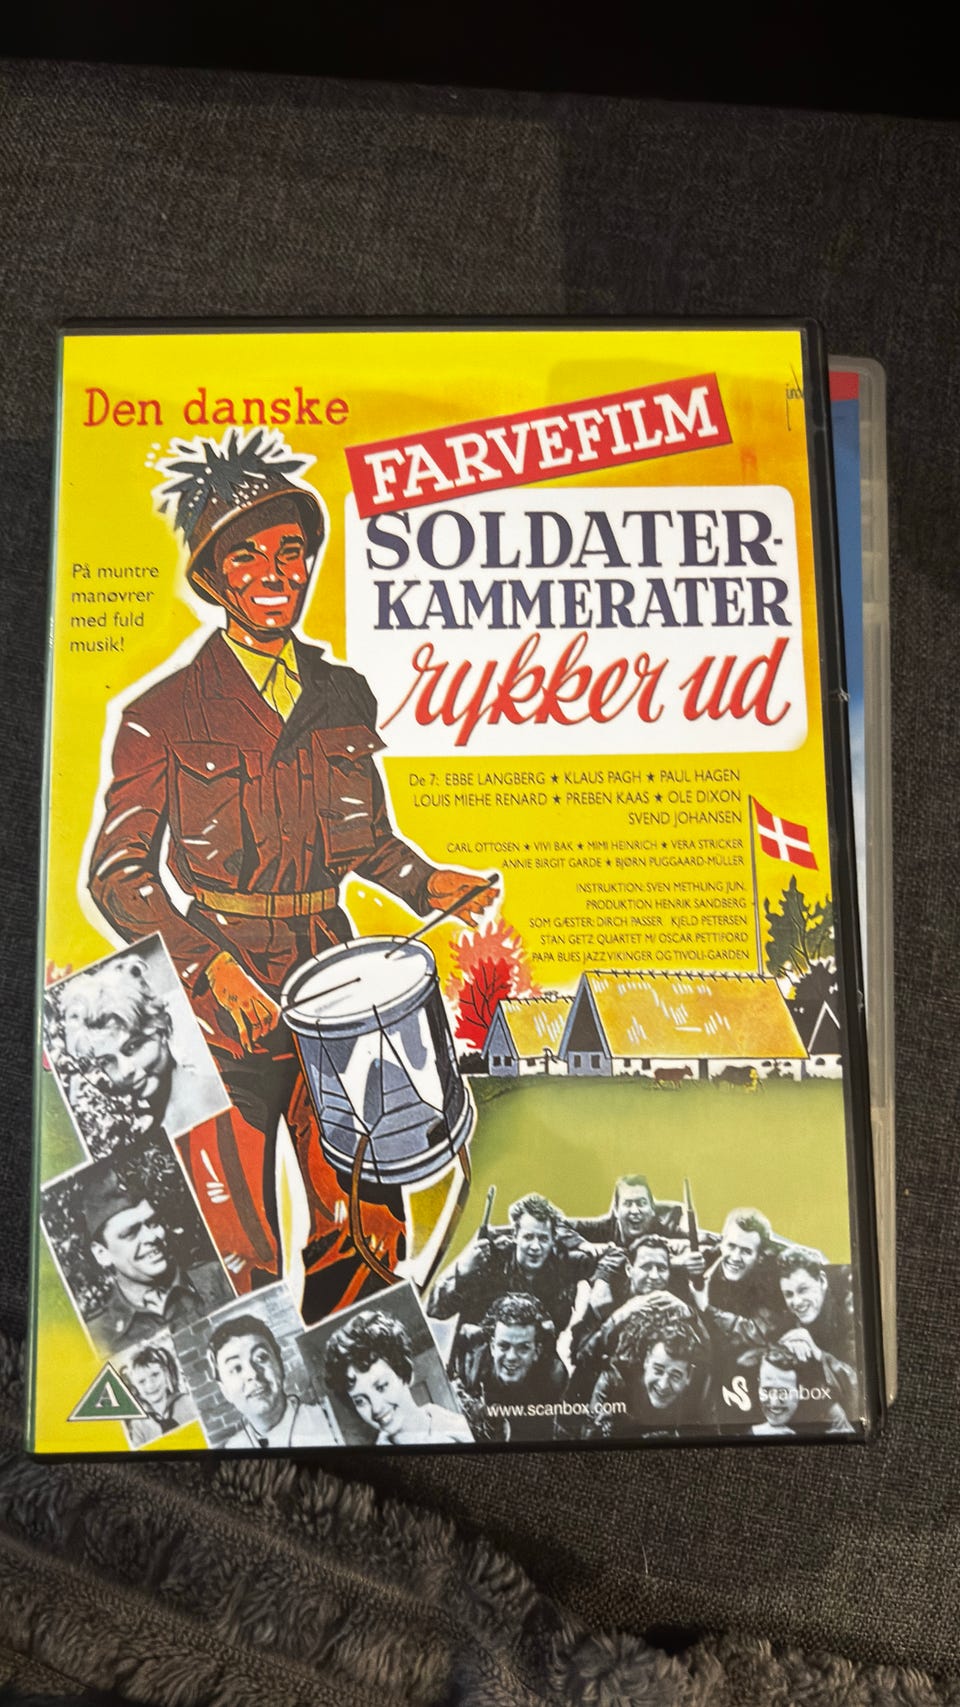 Den danske
FARVEFILM
SOLDATER-
KAMMERATER
rykker ud
På muntre
manøvrer
med fuld
musik!
De 7: EBBE LANGBERG ★ KLAUS PAGH ★ PAUL HAGEN
LOUIS MIEHE RENARD ★ PREBEN KAAS ★ OLE DIXON
SVEND JOHANSEN
CARL OTTOSEN ★ VIVI BAK ★ MIMI HEINRICH ★ VERA STRICKER
ANNIE BIRGIT GARDE ★ BJØRN PUGGAARD-MÜLLER
INSTRUKTION: SVEN METHLING JUN.
PRODUKTION HENRIK SANDBERG
SOM GÆSTER: DIRCH PASSER KJELD PETERSEN
STAN GETZ QUARTET M/ OSCAR PETTIFORD
PAPA BUES JAZZ VIKINGER OG TIVOLI-GARDEN
A
www.scanbox.com
scanbox